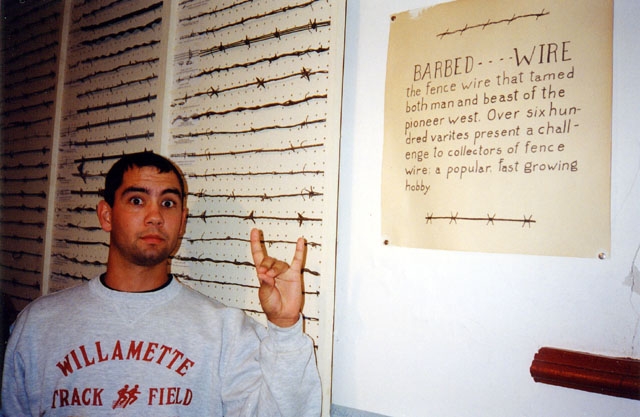 BARBED----WIRE
the fence wire that tamed
both man and beast of the
pioneer west. Over six hun-
dred varites present a chall-
enge to collectors of fence
wire: a popular, fast growing
hobby
WILLAMETTE
TRACK FIELD